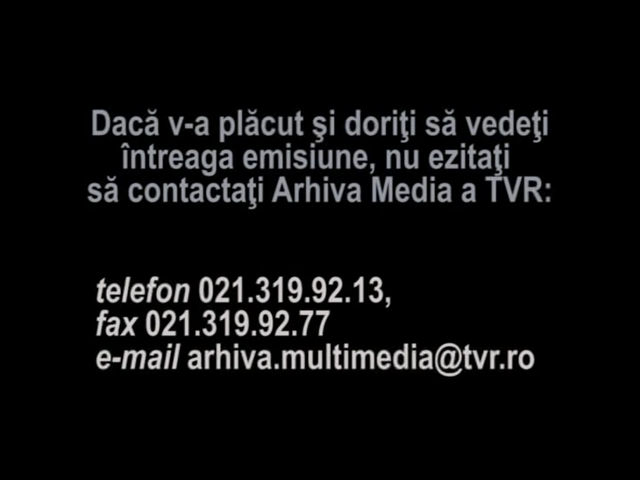 Dacă v-a plăcut şi doriţi să vedeţi
întreaga emisiune, nu ezitaţi
să contactaţi Arhiva Media a TVR:
telefon 021.319.92.13,
fax 021.319.92.77
e-mail arhiva.multimedia@tvr.ro